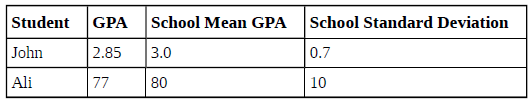 Student GPA School Mean GPA School Standard Deviation
John 2.85 3.0 0.7
Ali 77 80 10